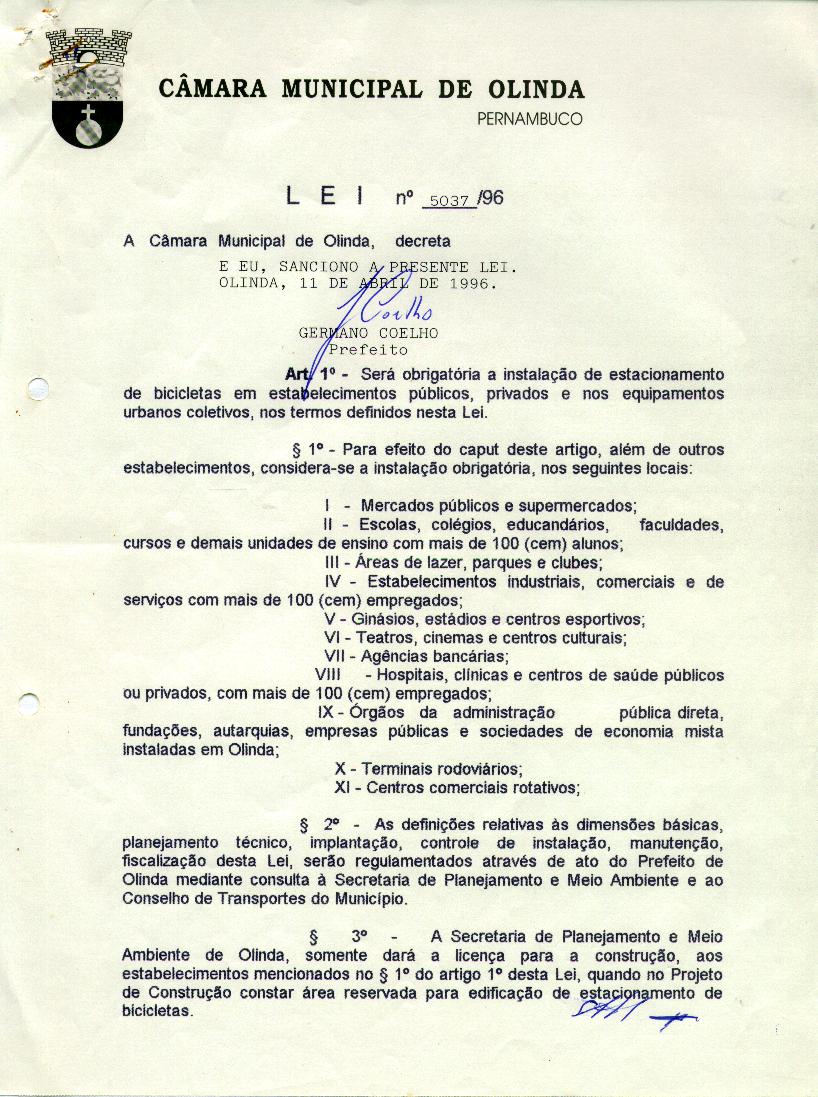 CÂMARA MUNICIPAL DE OLINDA
PERNAMBUCO
L E I nº 5037/96
A Câmara Municipal de Olinda, decreta
E EU, SANCIONO A PRESENTE LEI.
OLINDA, 11 DE ABRIL DE 1996.
Coelho
GERMANO COELHO
Prefeito
Art. 1º - Será obrigatória a instalação de estacionamento
de bicicletas em estabelecimentos públicos, privados e nos equipamentos
urbanos coletivos, nos termos definidos nesta Lei.
§ 1º - Para efeito do caput deste artigo, além de outros
estabelecimentos, considera-se a instalação obrigatória, nos seguintes locais:
I - Mercados públicos e supermercados;
II - Escolas, colégios, educandários, faculdades,
cursos e demais unidades de ensino com mais de 100 (cem) alunos;
III - Áreas de lazer, parques e clubes;
IV - Estabelecimentos industriais, comerciais e de
serviços com mais de 100 (cem) empregados;
V - Ginásios, estádios e centros esportivos;
VI - Teatros, cinemas e centros culturais;
VII - Agências bancárias;
VIII - Hospitais, clínicas e centros de saúde públicos
ou privados, com mais de 100 (cem) empregados;
IX - Órgãos da administração pública direta,
fundações, autarquias, empresas públicas e sociedades de economia mista
instaladas em Olinda;
X - Terminais rodoviários;
XI - Centros comerciais rotativos;
§ 2º - As definições relativas às dimensões básicas,
planejamento técnico, implantação, controle de instalação, manutenção,
fiscalização desta Lei, serão regulamentados através de ato do Prefeito de
Olinda mediante consulta à Secretaria de Planejamento e Meio Ambiente e ao
Conselho de Transportes do Município.
§ 3º - A Secretaria de Planejamento e Meio
Ambiente de Olinda, somente dará a licença para a construção, aos
estabelecimentos mencionados no § 1º do artigo 1º desta Lei, quando no Projeto
de Construção constar área reservada para edificação de estacionamento de
bicicletas.